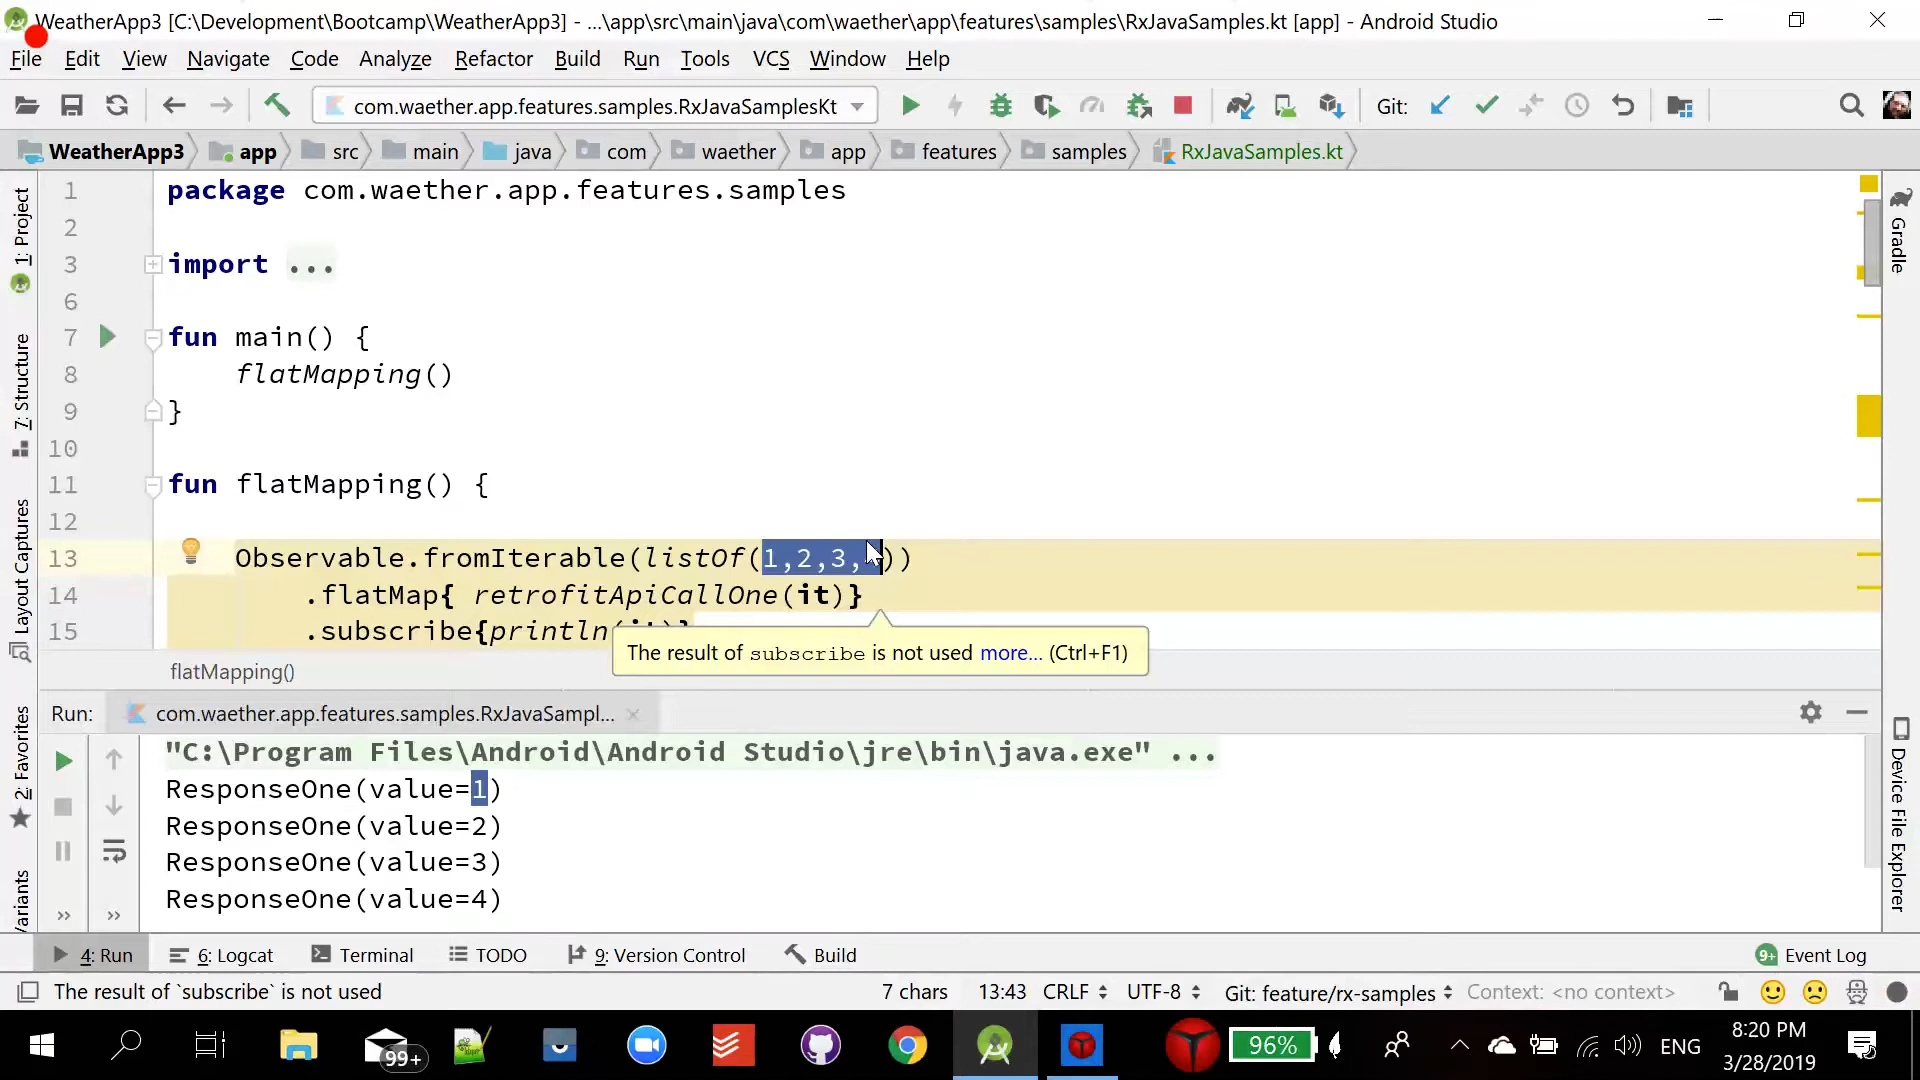 WeatherApp3 [C:\Development\Bootcamp\WeatherApp3] - ...\app\src\main\java\com\waether\app\features\samples\RxJavaSamples.kt [app] - Android Studio
File Edit View Navigate Code Analyze Refactor Build Run Tools VCS Window Help
com.waether.app.features.samples.RxJavaSamplesKt Git:
WeatherApp3 app src main java com waether app features samples RxJavaSamples.kt
1 package com.waether.app.features.samples
2
3 import ...
6
7 fun main() {
8 flatMapping()
9 }
10
11 fun flatMapping() {
12
13 Observable.fromIterable(listOf(1,2,3, ))
14 .flatMap{ retrofitApiCallOne(it)}
15 .subscribe{println(it)}
The result of subscribe is not used more... (Ctrl+F1)
flatMapping()
Run: com.waether.app.features.samples.RxJavaSampl...
"C:\Program Files\Android\Android Studio\jre\bin\java.exe" ...
ResponseOne(value=1)
ResponseOne(value=2)
ResponseOne(value=3)
ResponseOne(value=4)
1: Project
7: Structure
Layout Captures
2: Favorites
Gradle
Device File Explorer
4: Run 6: Logcat Terminal TODO 9: Version Control Build 9+ Event Log
The result of `subscribe` is not used 7 chars 13:43 CRLF UTF-8 Git: feature/rx-samples Context: <no context>
99+ 96% ENG 8:20 PM
3/28/2019